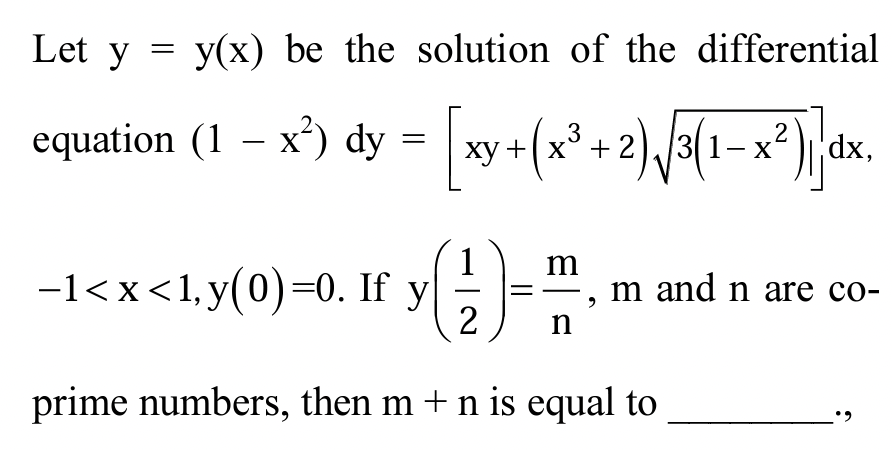 Let y = y(x) be the solution of the differential
equation (1 – x²) dy = [xy + (x³ + 2) √(3(1 – x²))] dx,
–1 < x < 1, y(0) = 0. If y(1/2) = m/n, m and n are co-
prime numbers, then m + n is equal to ________.,